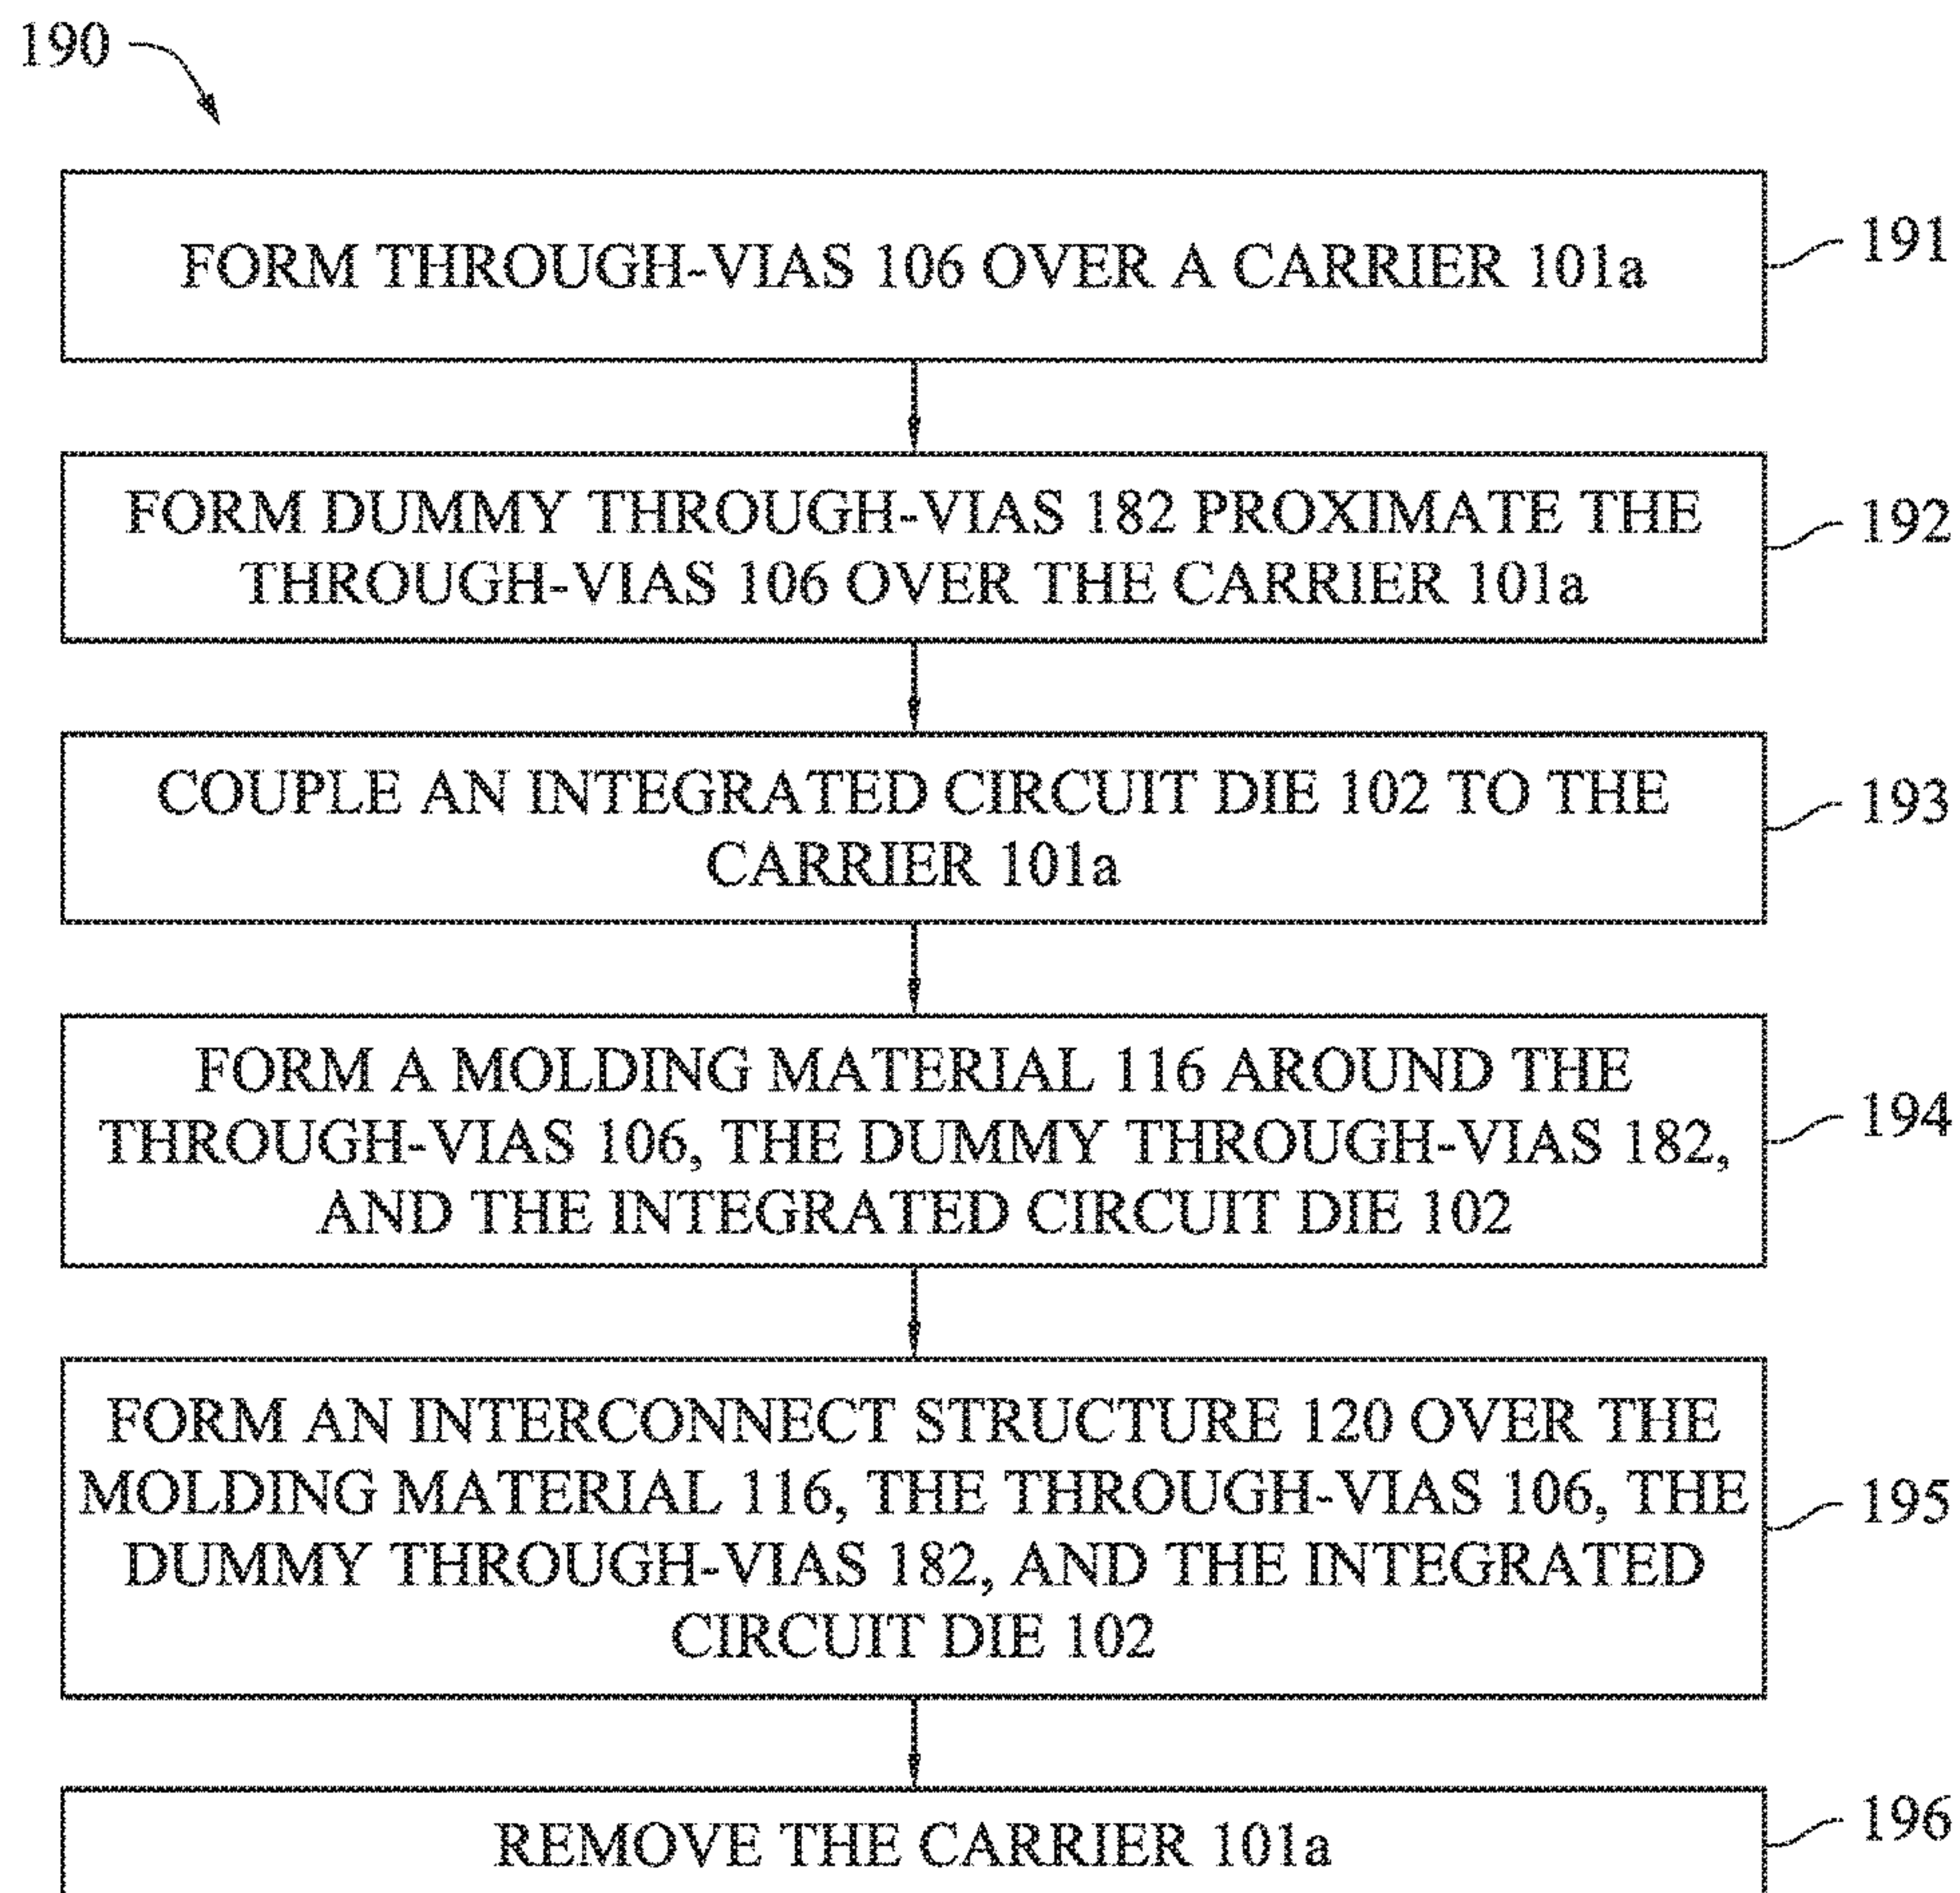 190
FORM THROUGH-VIAS 106 OVER A CARRIER 101a
191
FORM DUMMY THROUGH-VIAS 182 PROXIMATE THE
THROUGH-VIAS 106 OVER THE CARRIER 101a
192
COUPLE AN INTEGRATED CIRCUIT DIE 102 TO THE
CARRIER 101a
193
FORM A MOLDING MATERIAL 116 AROUND THE
THROUGH-VIAS 106, THE DUMMY THROUGH-VIAS 182,
AND THE INTEGRATED CIRCUIT DIE 102
194
FORM AN INTERCONNECT STRUCTURE 120 OVER THE
MOLDING MATERIAL 116, THE THROUGH-VIAS 106, THE
DUMMY THROUGH-VIAS 182, AND THE INTEGRATED
CIRCUIT DIE 102
195
REMOVE THE CARRIER 101a
196